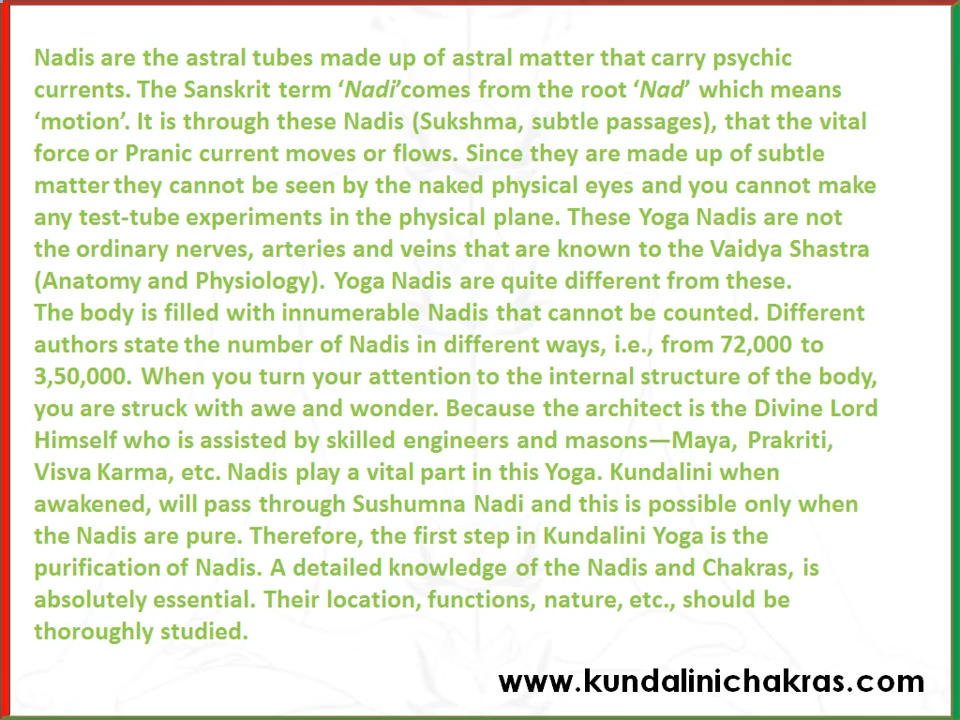 Nadis are the astral tubes made up of astral matter that carry psychic
currents. The Sanskrit term ‘Nadi’comes from the root ‘Nad’ which means
‘motion’. It is through these Nadis (Sukshma, subtle passages), that the vital
force or Pranic current moves or flows. Since they are made up of subtle
matter they cannot be seen by the naked physical eyes and you cannot make
any test-tube experiments in the physical plane. These Yoga Nadis are not
the ordinary nerves, arteries and veins that are known to the Vaidya Shastra
(Anatomy and Physiology). Yoga Nadis are quite different from these.
The body is filled with innumerable Nadis that cannot be counted. Different
authors state the number of Nadis in different ways, i.e., from 72,000 to
3,50,000. When you turn your attention to the internal structure of the body,
you are struck with awe and wonder. Because the architect is the Divine Lord
Himself who is assisted by skilled engineers and masons—Maya, Prakriti,
Visva Karma, etc. Nadis play a vital part in this Yoga. Kundalini when
awakened, will pass through Sushumna Nadi and this is possible only when
the Nadis are pure. Therefore, the first step in Kundalini Yoga is the
purification of Nadis. A detailed knowledge of the Nadis and Chakras, is
absolutely essential. Their location, functions, nature, etc., should be
thoroughly studied.
www.kundalinichakras.com